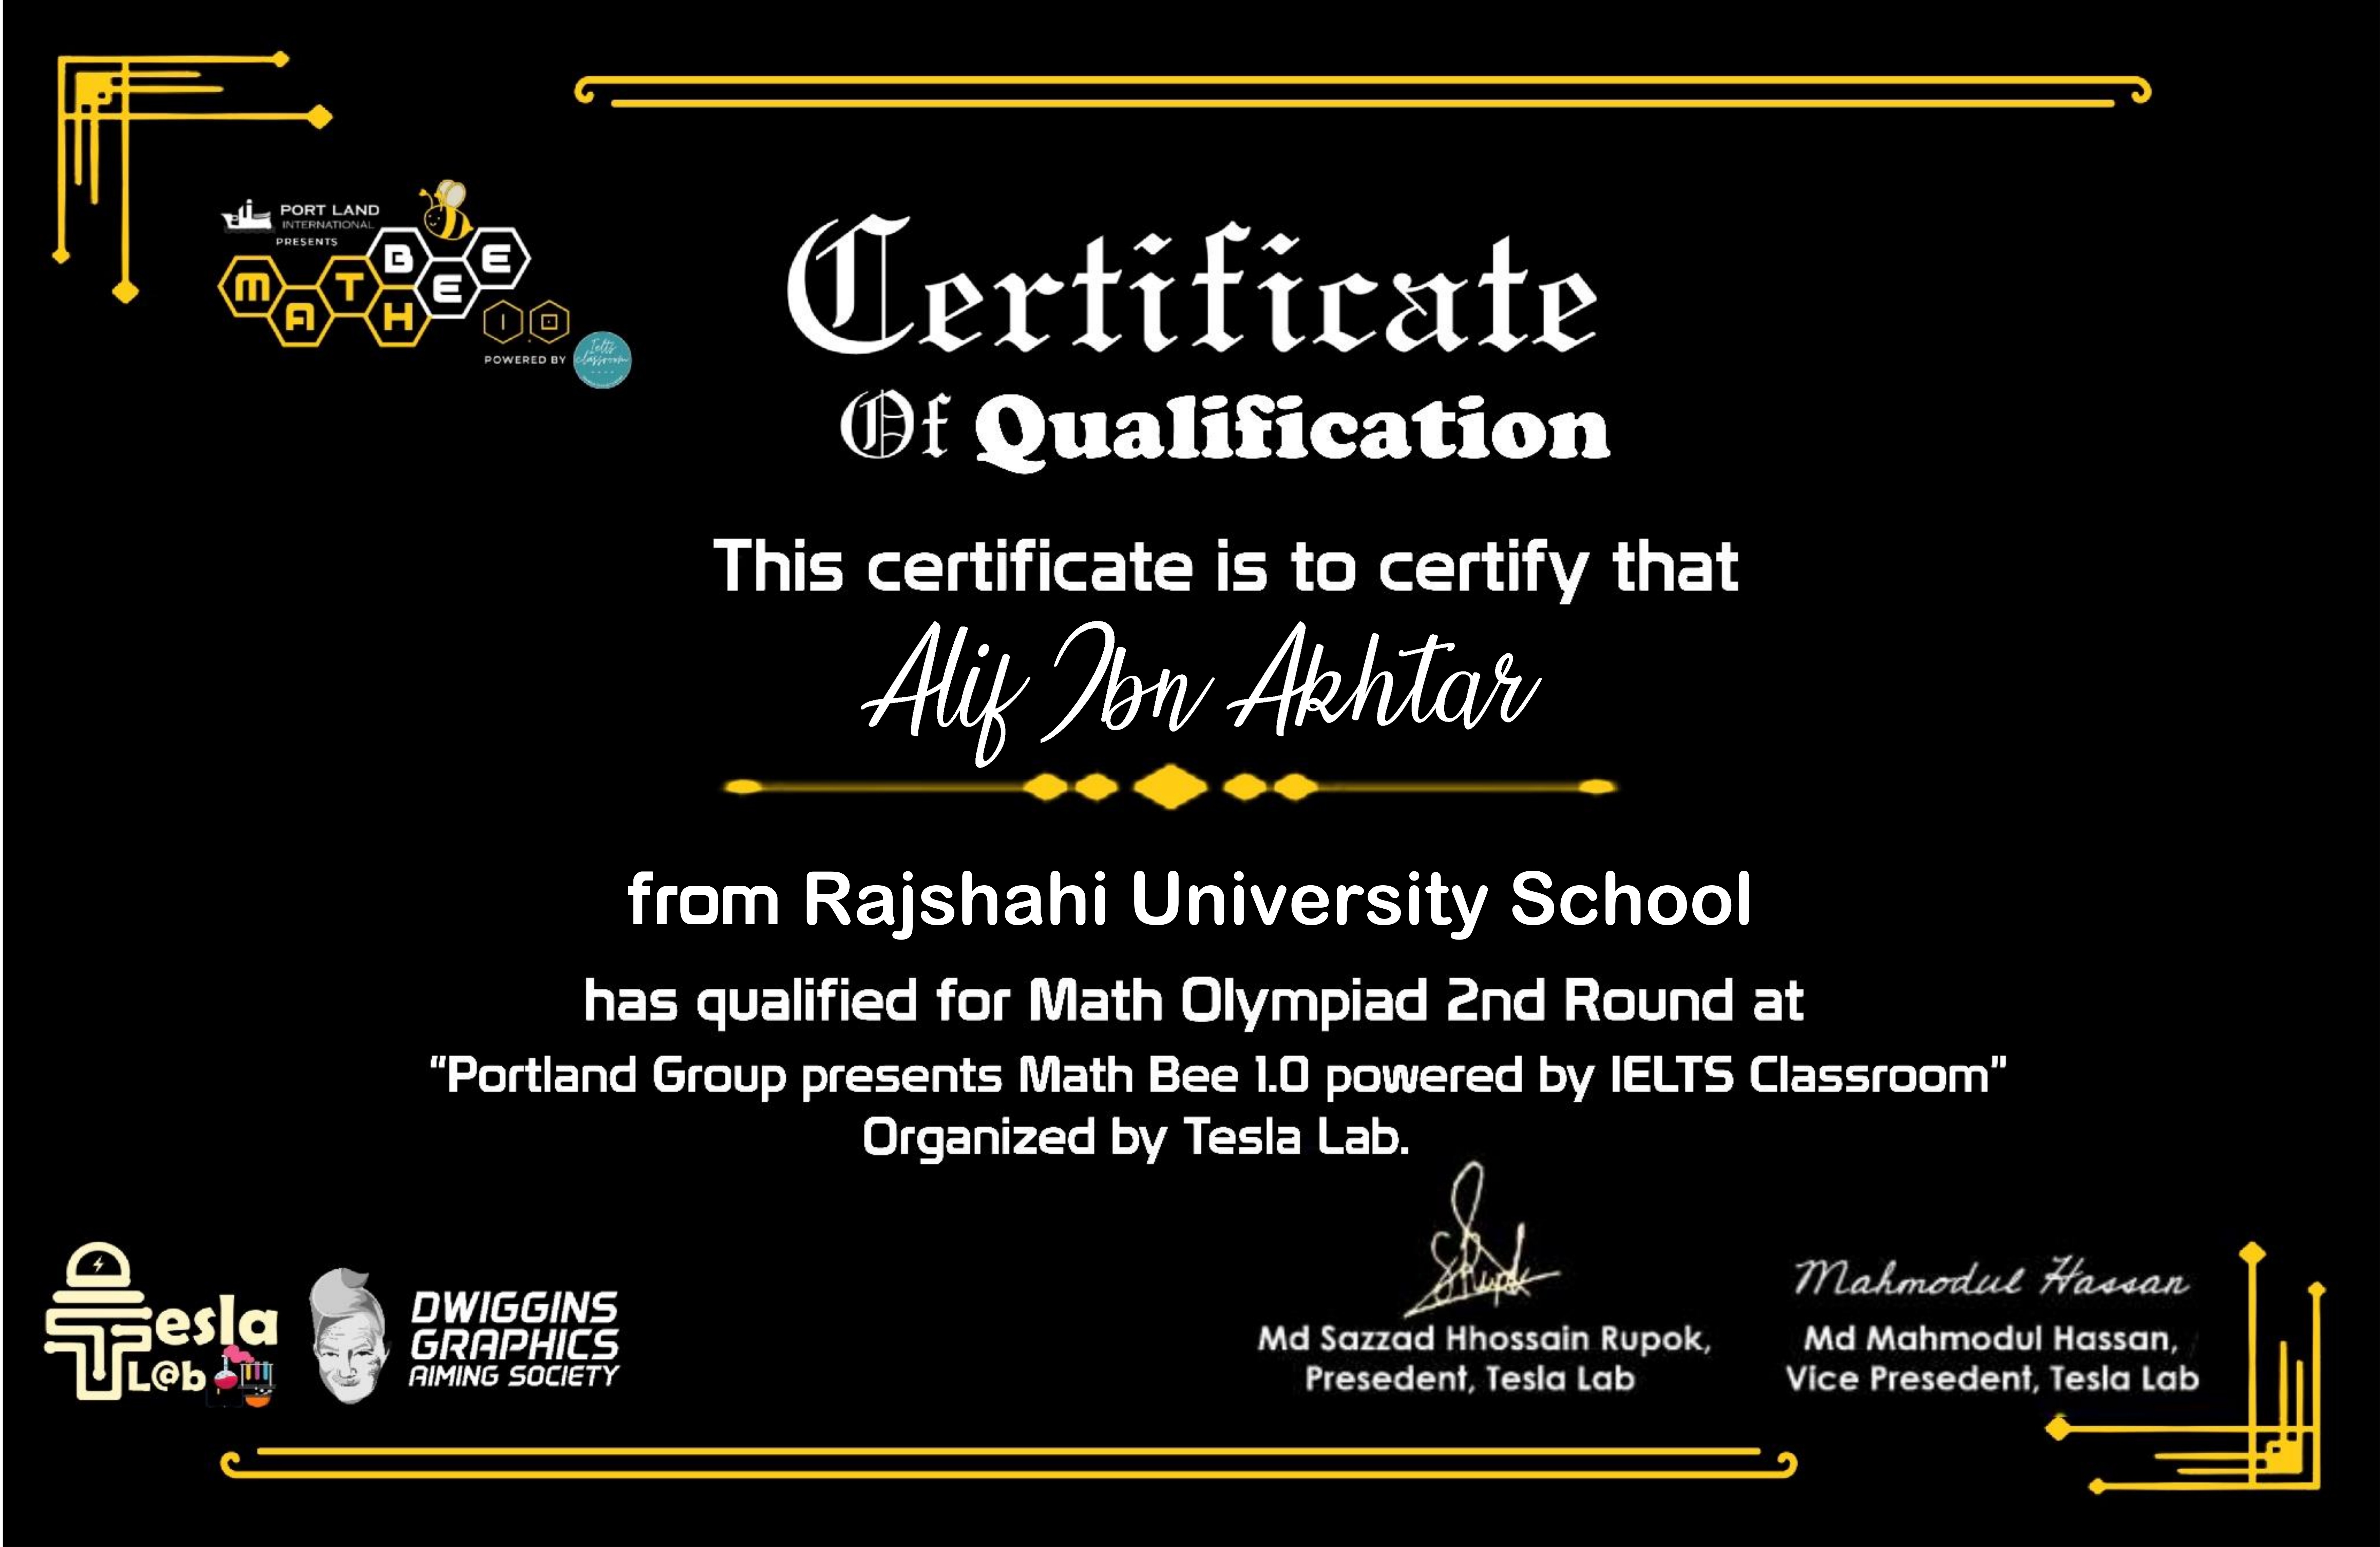 PORT LAND
INTERNATIONAL
PRESENTS
MATH BEE
1.0
POWERED BY
Ielts classroom
Certificate
Of Qualification
This certificate is to certify that
Alif Ibn Akhtar
from Rajshahi University School
has qualified for Math Olympiad 2nd Round at
“Portland Group presents Math Bee 1.0 powered by IELTS Classroom”
Organized by Tesla Lab.
Tesla
L@b
DWIGGINS
GRAPHICS
AIMING SOCIETY
Mahmodul Hassan
Md Sazzad Hhossain Rupok,
Presedent, Tesla Lab
Md Mahmodul Hassan,
Vice Presedent, Tesla Lab